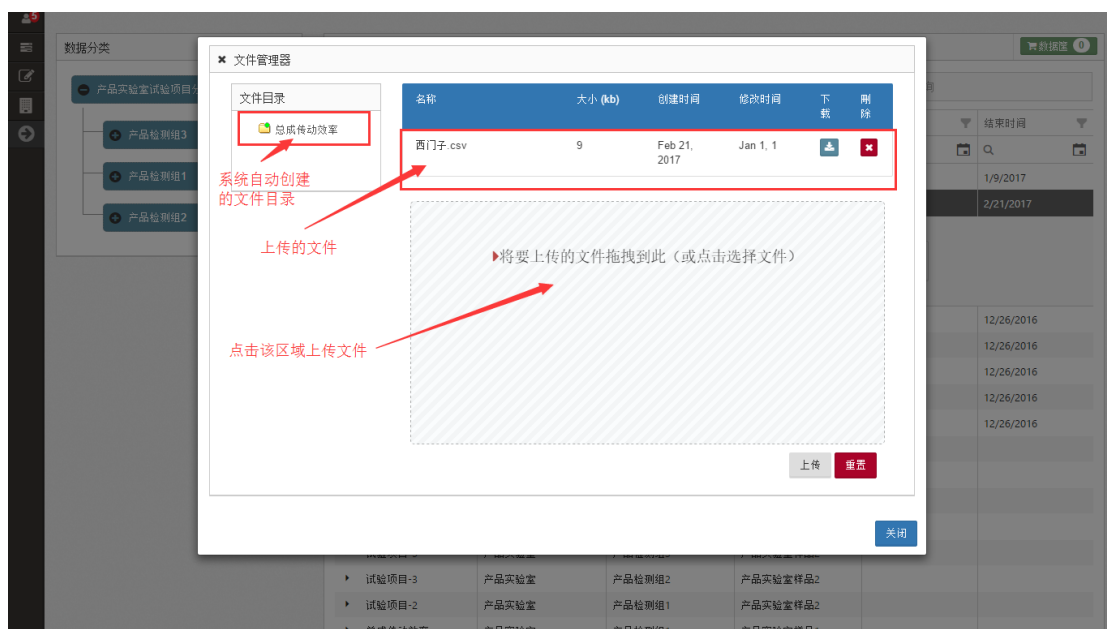 5
数据分类
数据筐 0
文件管理器
产品实验室试验项目
文件目录
名称
大小 (kb)
创建时间
修改时间
下载
删除
总成传动效率
结束时间
产品检测组3
西门子.csv
9
Feb 21,
2017
Jan 1, 1
系统自动创建
的文件目录
产品检测组1
1/9/2017
产品检测组2
2/21/2017
上传的文件
将要上传的文件拖拽到此（或点击选择文件）
点击该区域上传文件
12/26/2016
12/26/2016
12/26/2016
12/26/2016
12/26/2016
上传
重置
关闭
试验项目-3
产品实验室
产品检测组2
产品实验室样品2
试验项目-2
产品实验室
产品检测组1
产品实验室样品2